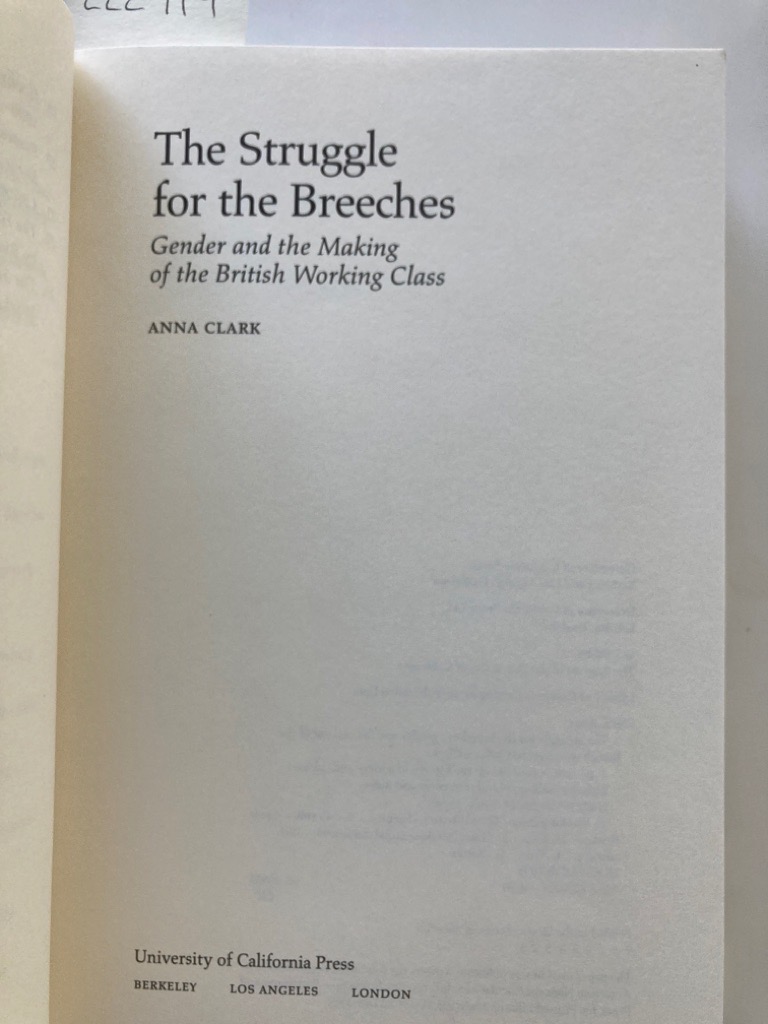 The Struggle
for the Breeches
Gender and the Making
of the British Working Class
ANNA CLARK
University of California Press
BERKELEY LOS ANGELES LONDON